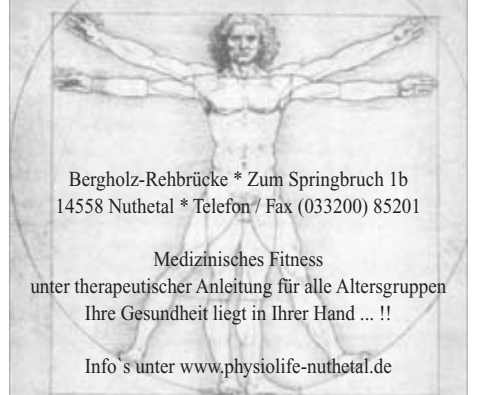 Bergholz-Rehbrücke * Zum Springbruch 1b
14558 Nuthetal * Telefon / Fax (033200) 85201
Medizinisches Fitness
unter therapeutischer Anleitung für alle Altersgruppen
Ihre Gesundheit liegt in Ihrer Hand ... !!
Info`s unter www.physiolife-nuthetal.de